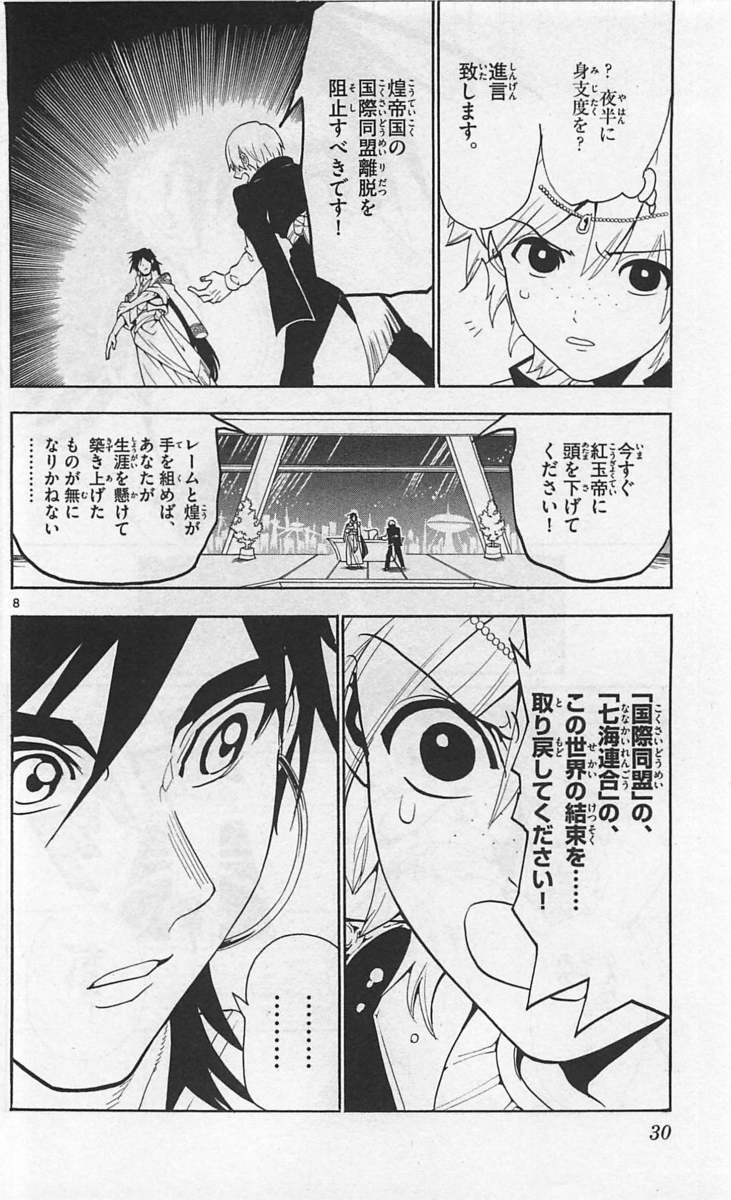 ？　夜半に
身支度を？
進言
致します。
煌帝国の
国際同盟離脱を
阻止すべきです！
今すぐ
紅玉帝に
頭を下げて
ください！
レームと煌が
手を組めば、
あなたが
生涯を懸けて
築き上げた
ものが無に
なりかねない
…………
「国際同盟」の、
「七海連合」の、
この世界の結束を……
取り戻してください！
………
………
8
30